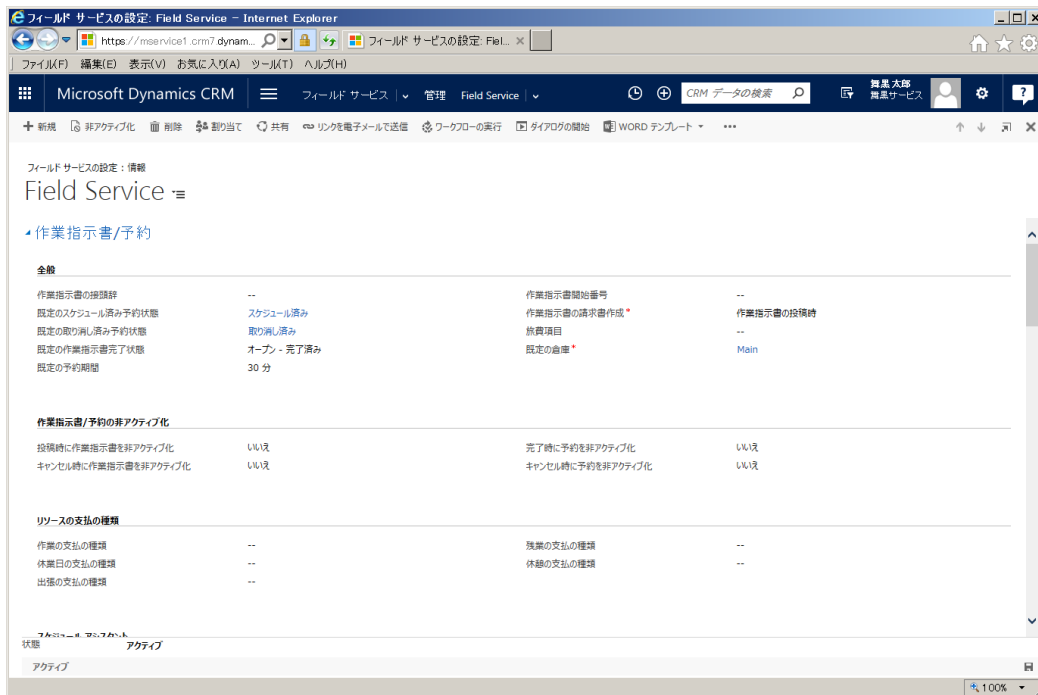 フィールド サービスの設定: Field Service - Internet Explorer
https://mservice1.crm7.dynam...
フィールド サービスの設定: Fiel...
ファイル(F) 編集(E) 表示(V) お気に入り(A) ツール(T) ヘルプ(H)
Microsoft Dynamics CRM フィールド サービス 管理 Field Service CRM データの検索 舞黒 太郎
舞黒サービス
新規 非アクティブ化 削除 割り当て 共有 リンクを電子メールで送信 ワークフローの実行 ダイアログの開始 WORD テンプレート •••
フィールド サービスの設定 : 情報
Field Service
作業指示書/予約
全般
作業指示書の接頭辞 -- 作業指示書開始番号 --
既定のスケジュール済み予約状態 スケジュール済み 作業指示書の請求書作成* 作業指示書の投稿時
既定の取り消し済み予約状態 取り消し済み 旅費項目 --
既定の作業指示書完了状態 オープン - 完了済み 既定の倉庫* Main
既定の予約期間 30 分
作業指示書/予約の非アクティブ化
投稿時に作業指示書を非アクティブ化 いいえ 完了時に予約を非アクティブ化 いいえ
キャンセル時に作業指示書を非アクティブ化 いいえ キャンセル時に予約を非アクティブ化 いいえ
リソースの支払の種類
作業の支払の種類 -- 残業の支払の種類 --
休業日の支払の種類 -- 休憩の支払の種類 --
出張の支払の種類 --
スケジュール アシスタント
状態 アクティブ
アクティブ
100%